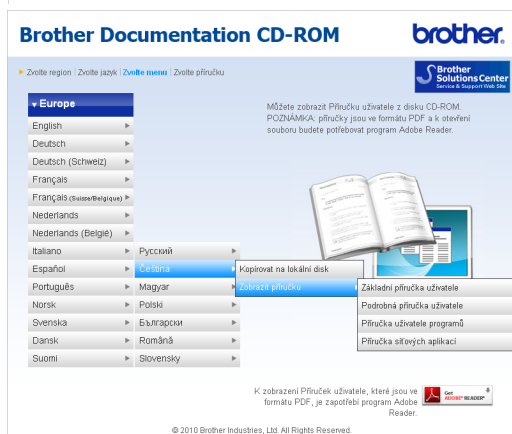 Brother Documentation CD-ROM
brother
Zvolte region | Zvolte jazyk | Zvolte menu | Zvolte příručku
Brother
Solutions Center
Service & Support Web Site
Europe
English
Deutsch
Deutsch (Schweiz)
Français
Français (Suisse/Belgique)
Nederlands
Nederlands (België)
Italiano
Español
Português
Norsk
Svenska
Dansk
Suomi
Русский
Čeština
Magyar
Polski
Български
Română
Slovensky
Můžete zobrazit Příručku uživatele z disku CD-ROM.
POZNÁMKA: příručky jsou ve formátu PDF a k otevření
souboru budete potřebovat program Adobe Reader.
Kopírovat na lokální disk
Zobrazit příručku
Základní příručka uživatele
Podrobná příručka uživatele
Příručka uživatele programů
Příručka síťových aplikací
K zobrazení Příruček uživatele, které jsou ve
formátu PDF, je zapotřebí program Adobe
Reader.
Get
ADOBE® READER®
© 2010 Brother Industries, Ltd. All Rights Reserved.